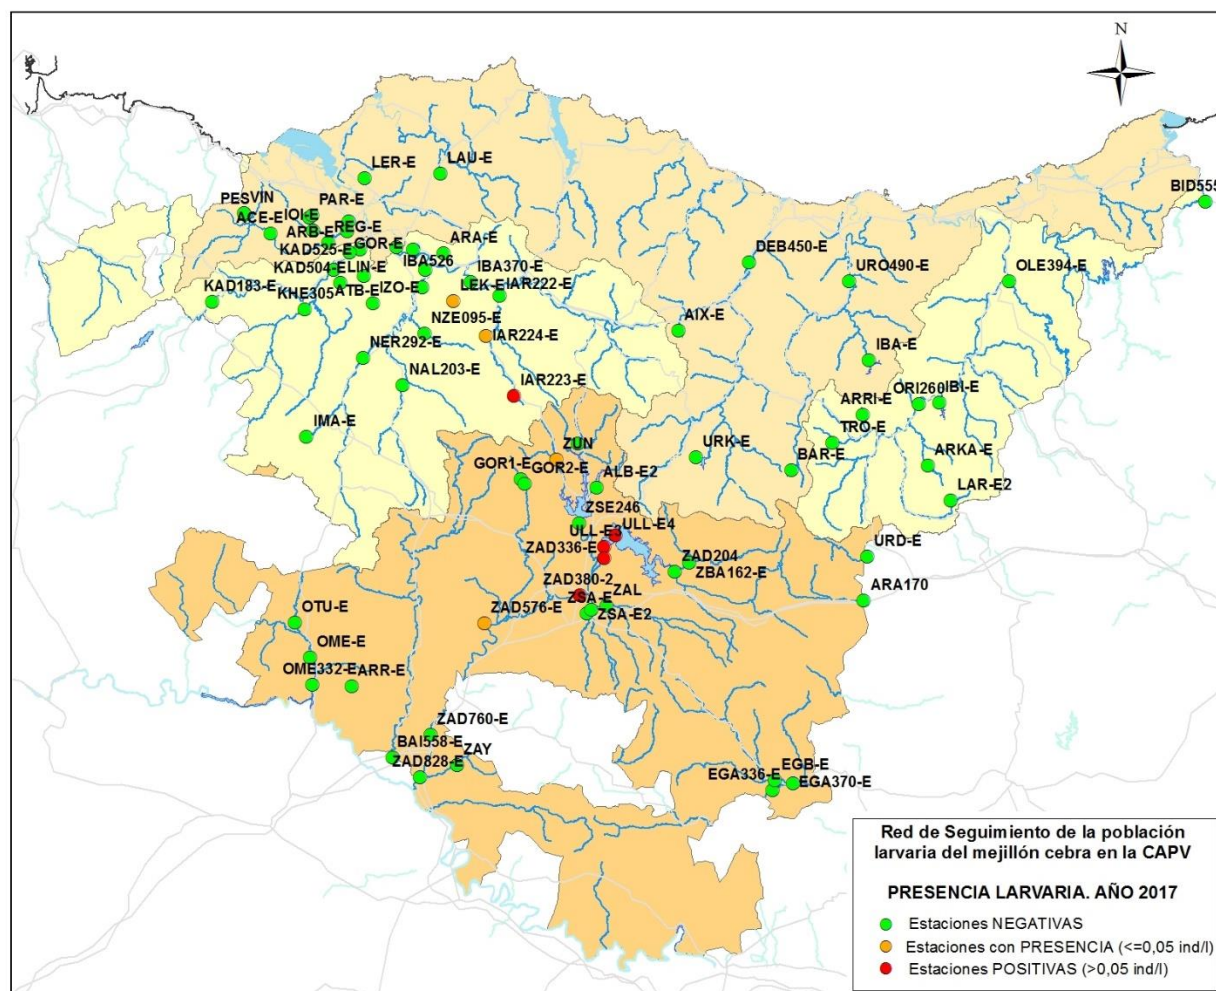 N
LER-E
LAU-E
BID555
PES
VIN
PAR-E
ACE-E
IOI-E
ARB-E
REG-E
KAD525-E
GOR-E
ARA-E
DEB450-E
KAD504-E
LIN-E
IBA526
IBA370-E
URO490-E
OLE394-E
KAD183-E
KHE305
ATB-E
IZO-E
LEK-E
IAR222-E
NZE095-E
AIX-E
NER292-E
IAR224-E
IBA-E
NAL203-E
IAR223-E
ORI260
IBI-E
ARRI-E
IMA-E
TRO-E
ZUN
URK-E
BAR-E
ARKA-E
GOR1-E
GOR2-E
ALB-E2
LAR-E2
ZSE246
ULL-E3
ULL-E4
ZAD336-E
URD-E
ZAD204
ZBA162-E
ZAD380-2
ZAL
ARA170
ZSA-E
OTU-E
ZAD576-E
ZSA-E2
OME-E
OME332-E
ARR-E
ZAD760-E
BAI558-E
ZAY
ZAD828-E
EGB-E
EGA336-E
EGA370-E
Red de Seguimiento de la población
larvaria del mejillón cebra en la CAPV
PRESENCIA LARVARIA. AÑO 2017
Estaciones NEGATIVAS
Estaciones con PRESENCIA (<=0,05 ind/l)
Estaciones POSITIVAS (>0,05 ind/l)